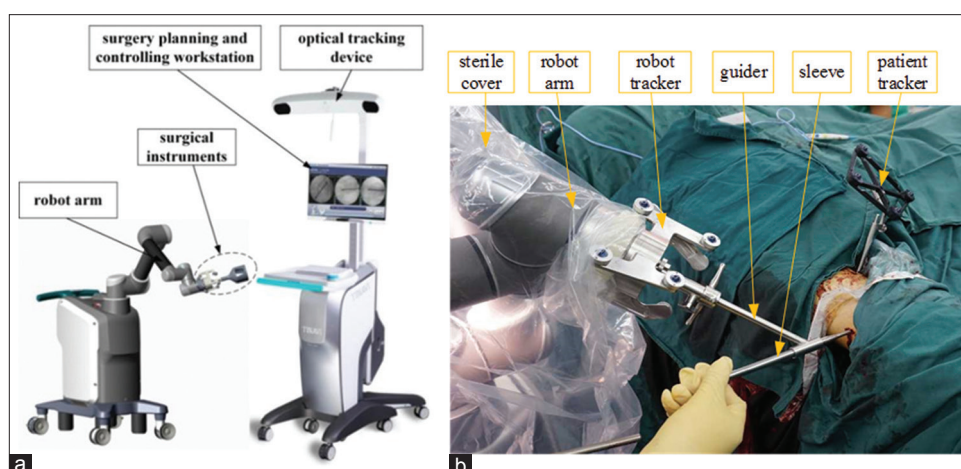 surgery planning and
controlling workstation
optical tracking
device
surgical
instruments
robot arm
a
sterile
cover
robot
arm
robot
tracker
guider
sleeve
patient
tracker
b